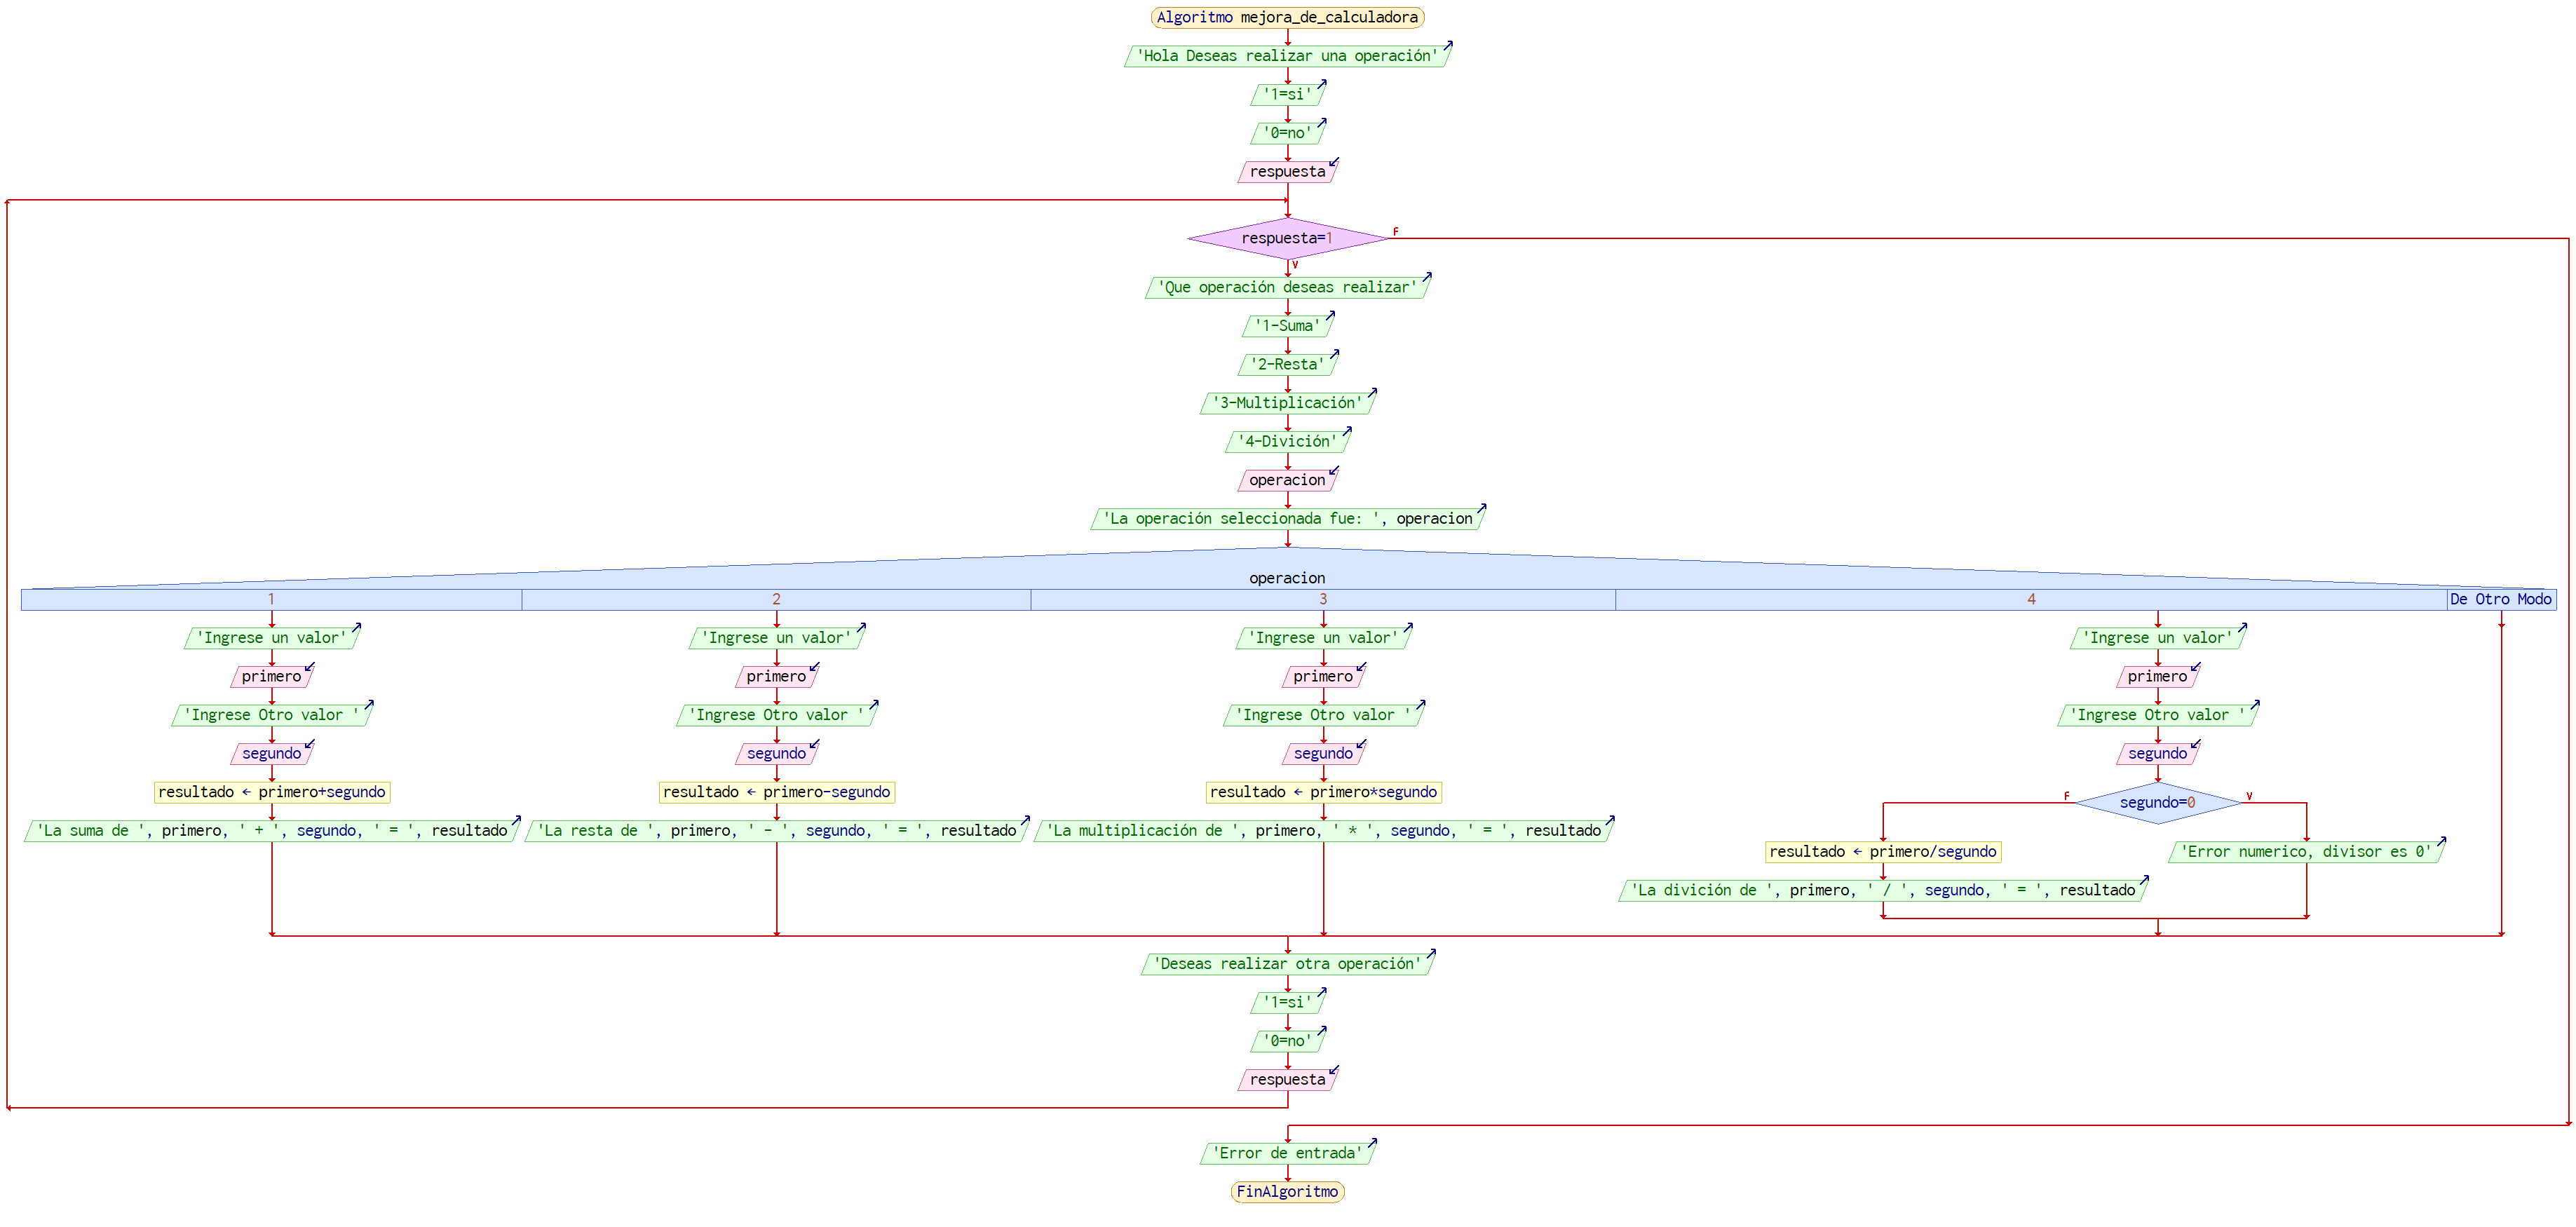 Algoritmo mejora_de_calculadora
'Hola Deseas realizar una operación'
'1=si'
'0=no'
respuesta
respuesta=1
F
V
'Que operación deseas realizar'
'1-Suma'
'2-Resta'
'3-Multiplicación'
'4-Divición'
operacion
'La operación seleccionada fue: ', operacion
operacion
1 2 3 4 De Otro Modo
'Ingrese un valor' 'Ingrese un valor' 'Ingrese un valor' 'Ingrese un valor'
primero primero primero primero
'Ingrese Otro valor ' 'Ingrese Otro valor ' 'Ingrese Otro valor ' 'Ingrese Otro valor '
segundo segundo segundo segundo
resultado ← primero+segundo resultado ← primero-segundo resultado ← primero*segundo F segundo=0 V
'La suma de ', primero, ' + ', segundo, ' = ', resultado 'La resta de ', primero, ' - ', segundo, ' = ', resultado 'La multiplicación de ', primero, ' * ', segundo, ' = ', resultado
resultado ← primero/segundo 'Error numerico, divisor es 0'
'La divición de ', primero, ' / ', segundo, ' = ', resultado
'Deseas realizar otra operación'
'1=si'
'0=no'
respuesta
'Error de entrada'
FinAlgoritmo